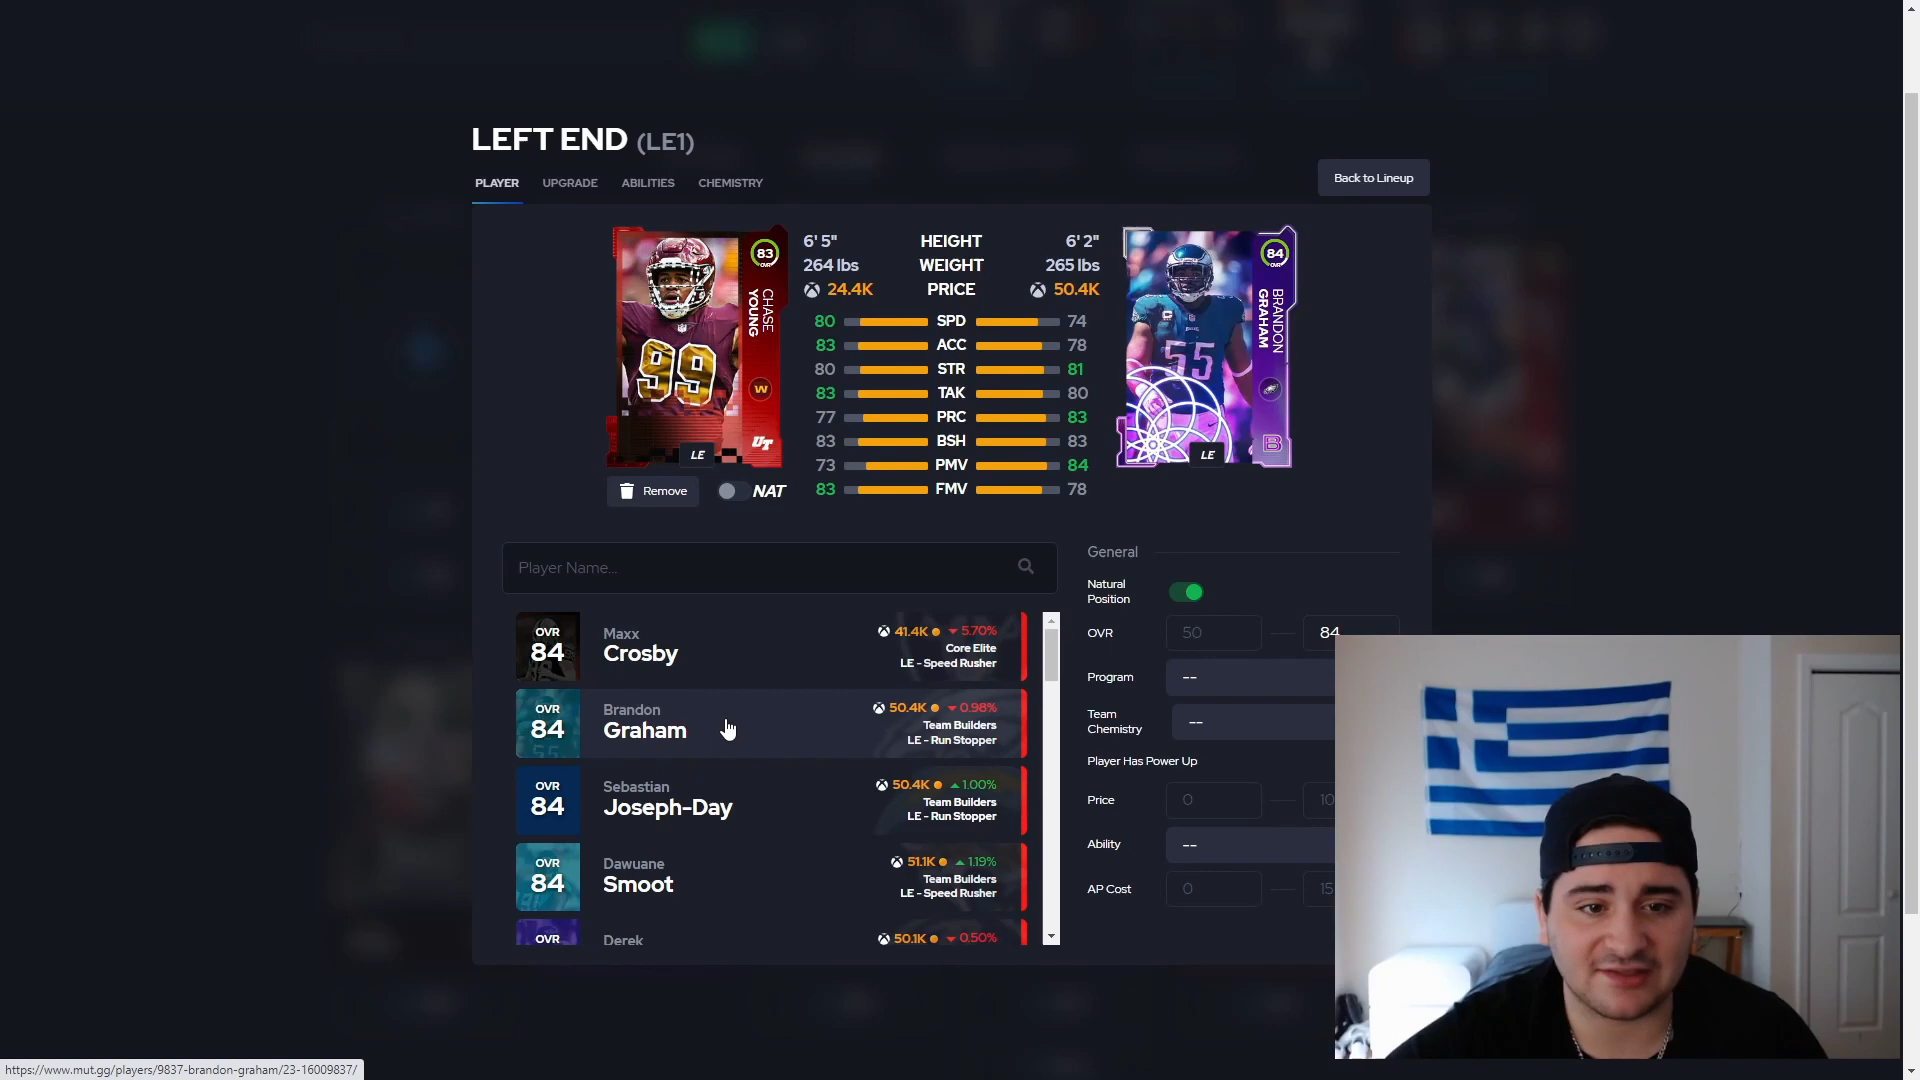 LEFT END (LE1)
PLAYER UPGRADE ABILITIES CHEMISTRY
Back to Lineup
83
OVR
CHASE
YOUNG
W
99
UT
LE
Remove
NAT
6' 5" HEIGHT 6' 2"
264 lbs WEIGHT 265 lbs
24.4K PRICE 50.4K
80 SPD 74
83 ACC 78
80 STR 81
83 TAK 80
77 PRC 83
83 BSH 83
73 PMV 84
83 FMV 78
84
OVR
BRANDON
GRAHAM
55
B
LE
Player Name...
OVR
84
Maxx
Crosby
41.4K 5.70%
Core Elite
LE - Speed Rusher
OVR
84
Brandon
Graham
50.4K 0.98%
Team Builders
LE - Run Stopper
OVR
84
Sebastian
Joseph-Day
50.4K 1.00%
Team Builders
LE - Run Stopper
OVR
84
Dawuane
Smoot
51.1K 1.19%
Team Builders
LE - Speed Rusher
OVR
Derek
50.1K 0.50%
General
Natural
Position
OVR 50 — 84
Program --
Team
Chemistry --
Player Has Power Up
Price 0 — 10
Ability --
AP Cost 0 — 15
https://www.mut.gg/players/9837-brandon-graham/23-16009837/